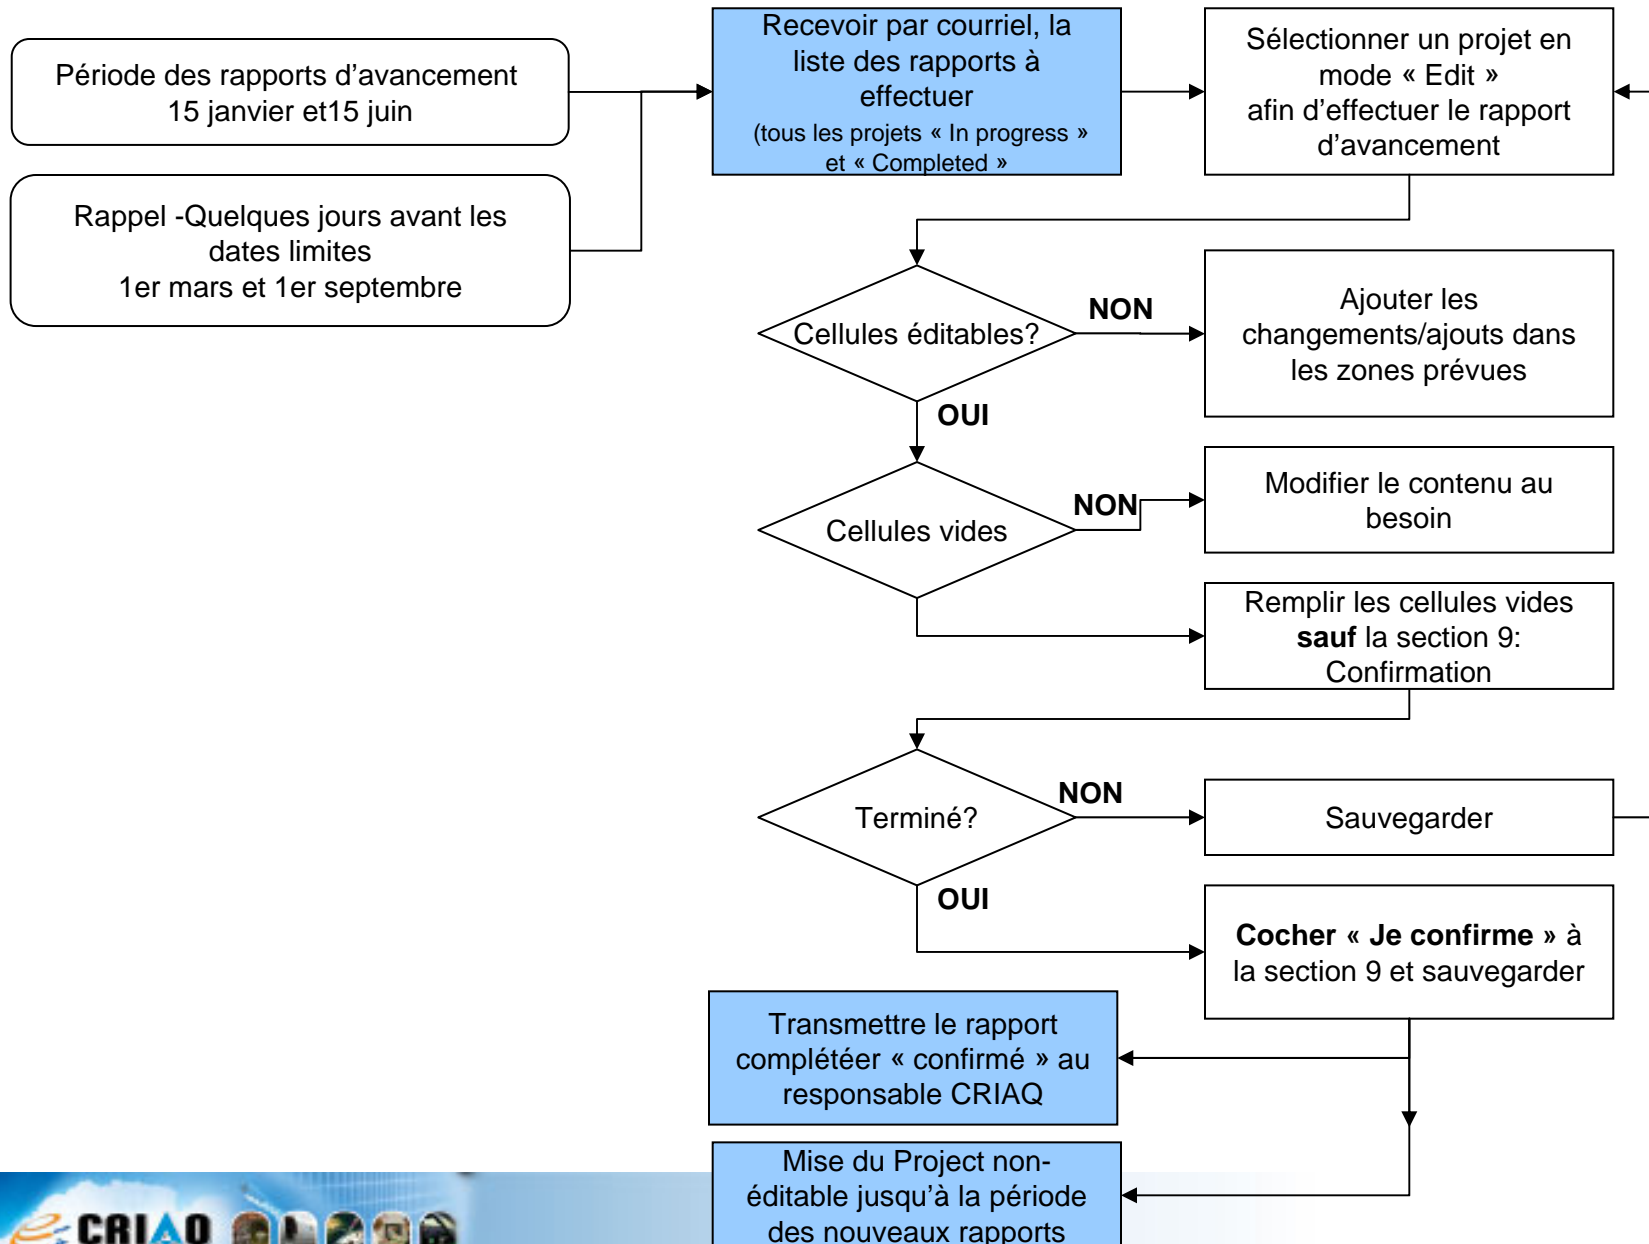 Période des rapports d'avancement
15 janvier et15 juin
Rappel -Quelques jours avant les
dates limites
1er mars et 1er septembre
Recevoir par courriel, la
liste des rapports à
effectuer
(tous les projets « In progress »
et « Completed »
Sélectionner un projet en
mode « Edit »
afin d'effectuer le rapport
d'avancement
Cellules éditables?
NON
Ajouter les
changements/ajouts dans
les zones prévues
OUI
Cellules vides
NON
Modifier le contenu au
besoin
Remplir les cellules vides
sauf la section 9:
Confirmation
Terminé?
NON
Sauvegarder
OUI
Cocher « Je confirme » à
la section 9 et sauvegarder
Transmettre le rapport
complétéer « confirmé » au
responsable CRIAQ
Mise du Project non-
éditable jusqu'à la période
des nouveaux rapports
CRIAQ